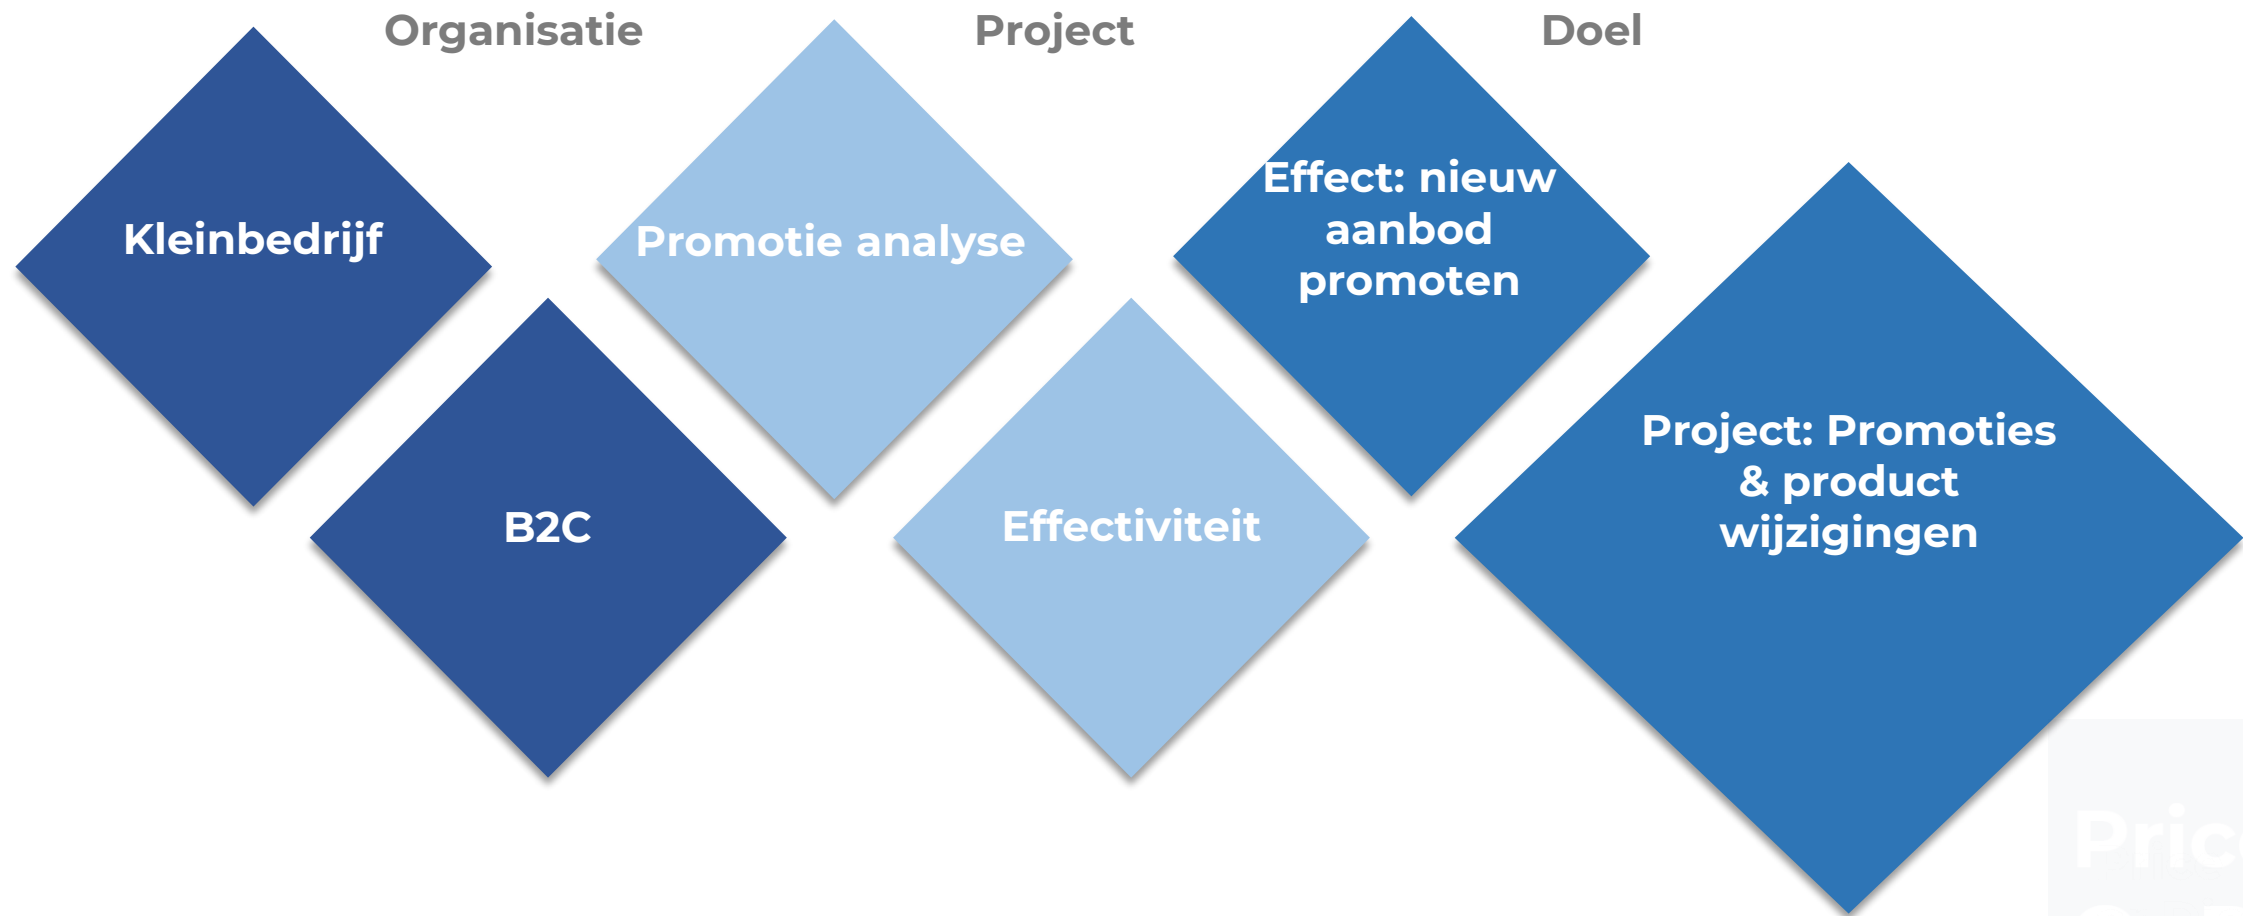 Organisatie
Project
Doel
Kleinbedrijf
Promotie analyse
Effect: nieuw
aanbod
promoten
B2C
Effectiviteit
Project: Promoties
& product
wijzigingen